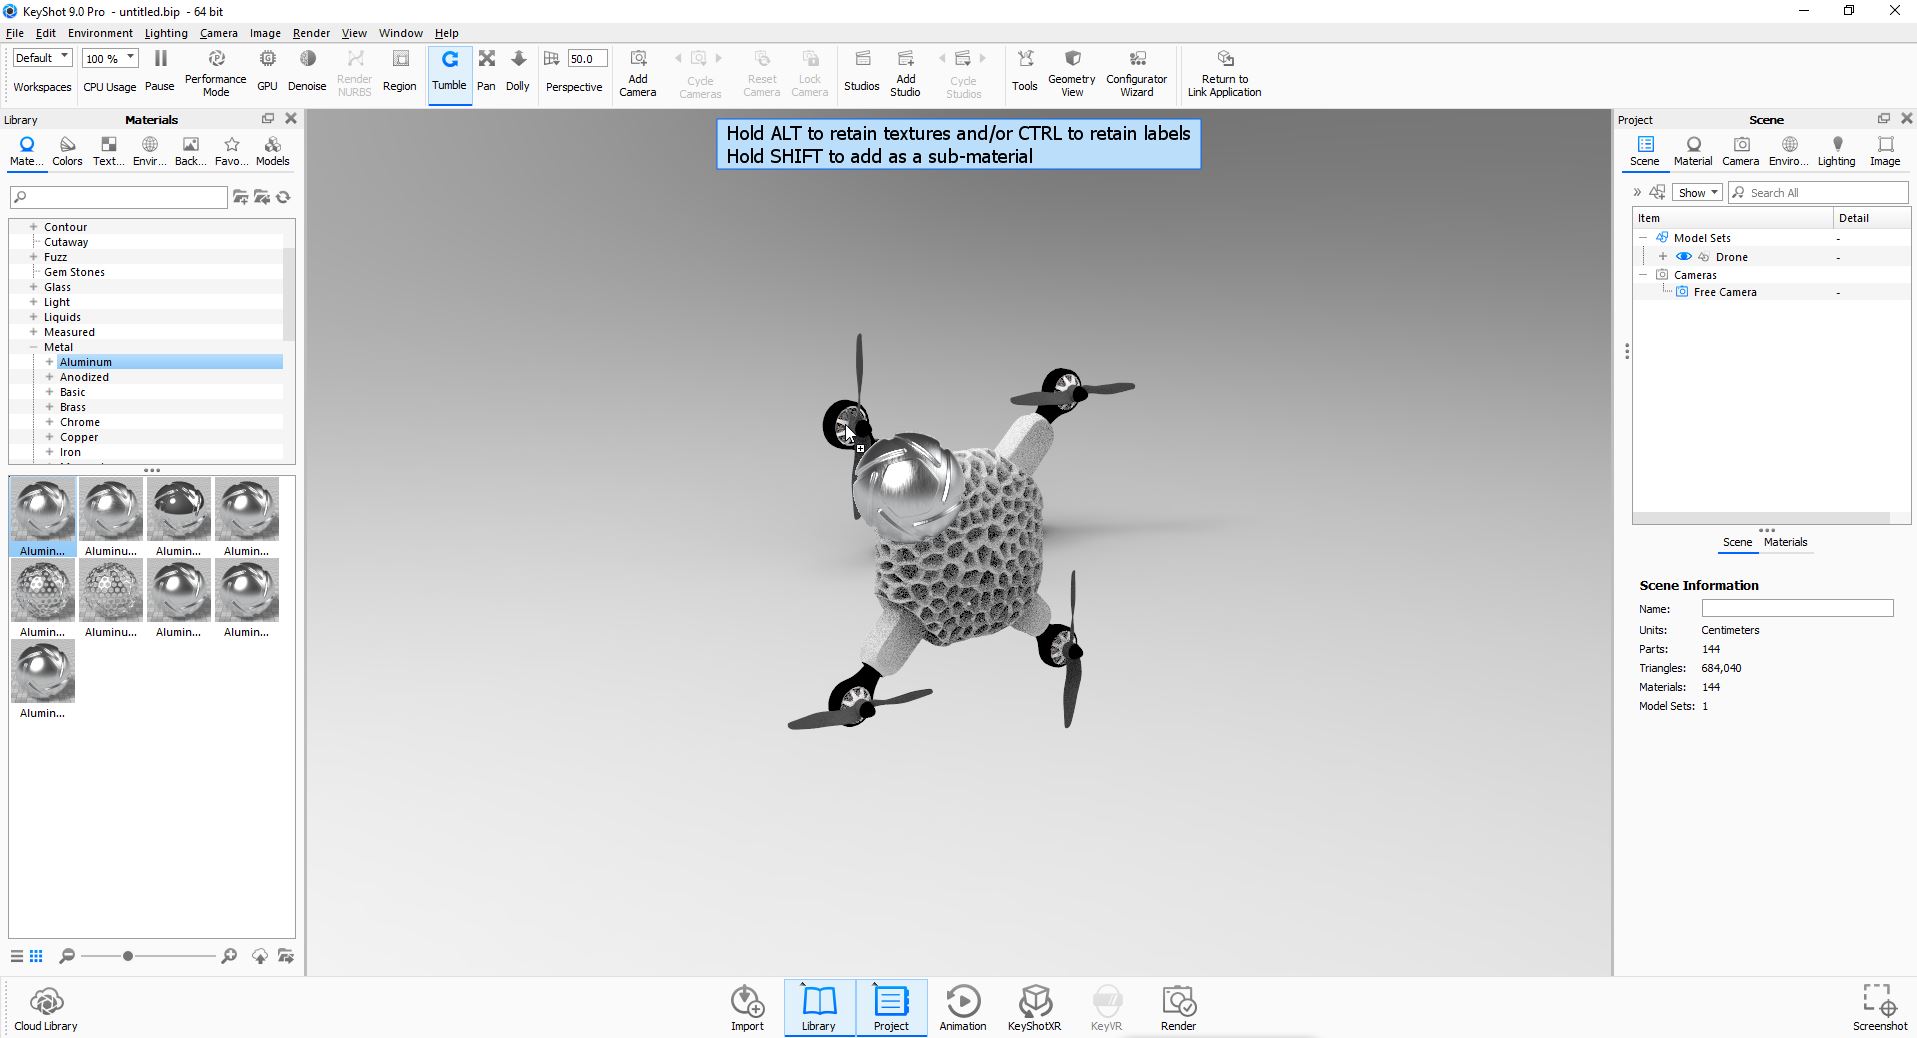 KeyShot 9.0 Pro - untitled.bip - 64 bit
File Edit Environment Lighting Camera Image Render View Window Help
Default
Workspaces
100 %
CPU Usage
Pause
Performance
Mode
GPU
Denoise
Render
NURBS
Region
Tumble
Pan
Dolly
50.0
Perspective
Add
Camera
Cycle
Cameras
Reset
Camera
Lock
Camera
Studios
Add
Studio
Cycle
Studios
Tools
Geometry
View
Configurator
Wizard
Return to
Link Application
Library Materials
Mate... Colors Text... Envir... Back... Favo... Models
Contour
Cutaway
Fuzz
Gem Stones
Glass
Light
Liquids
Measured
Metal
Aluminum
Anodized
Basic
Brass
Chrome
Copper
Iron
Alumin... Aluminu... Alumin... Alumin...
Alumin... Aluminu... Alumin... Alumin...
Alumin...
Hold ALT to retain textures and/or CTRL to retain labels
Hold SHIFT to add as a sub-material
Project Scene
Scene Material Camera Enviro... Lighting Image
Show Search All
Item Detail
Model Sets -
Drone -
Cameras
Free Camera -
Scene Materials
Scene Information
Name:
Units: Centimeters
Parts: 144
Triangles: 684,040
Materials: 144
Model Sets: 1
Cloud Library
Import
Library
Project
Animation
KeyShotXR
KeyVR
Render
Screenshot